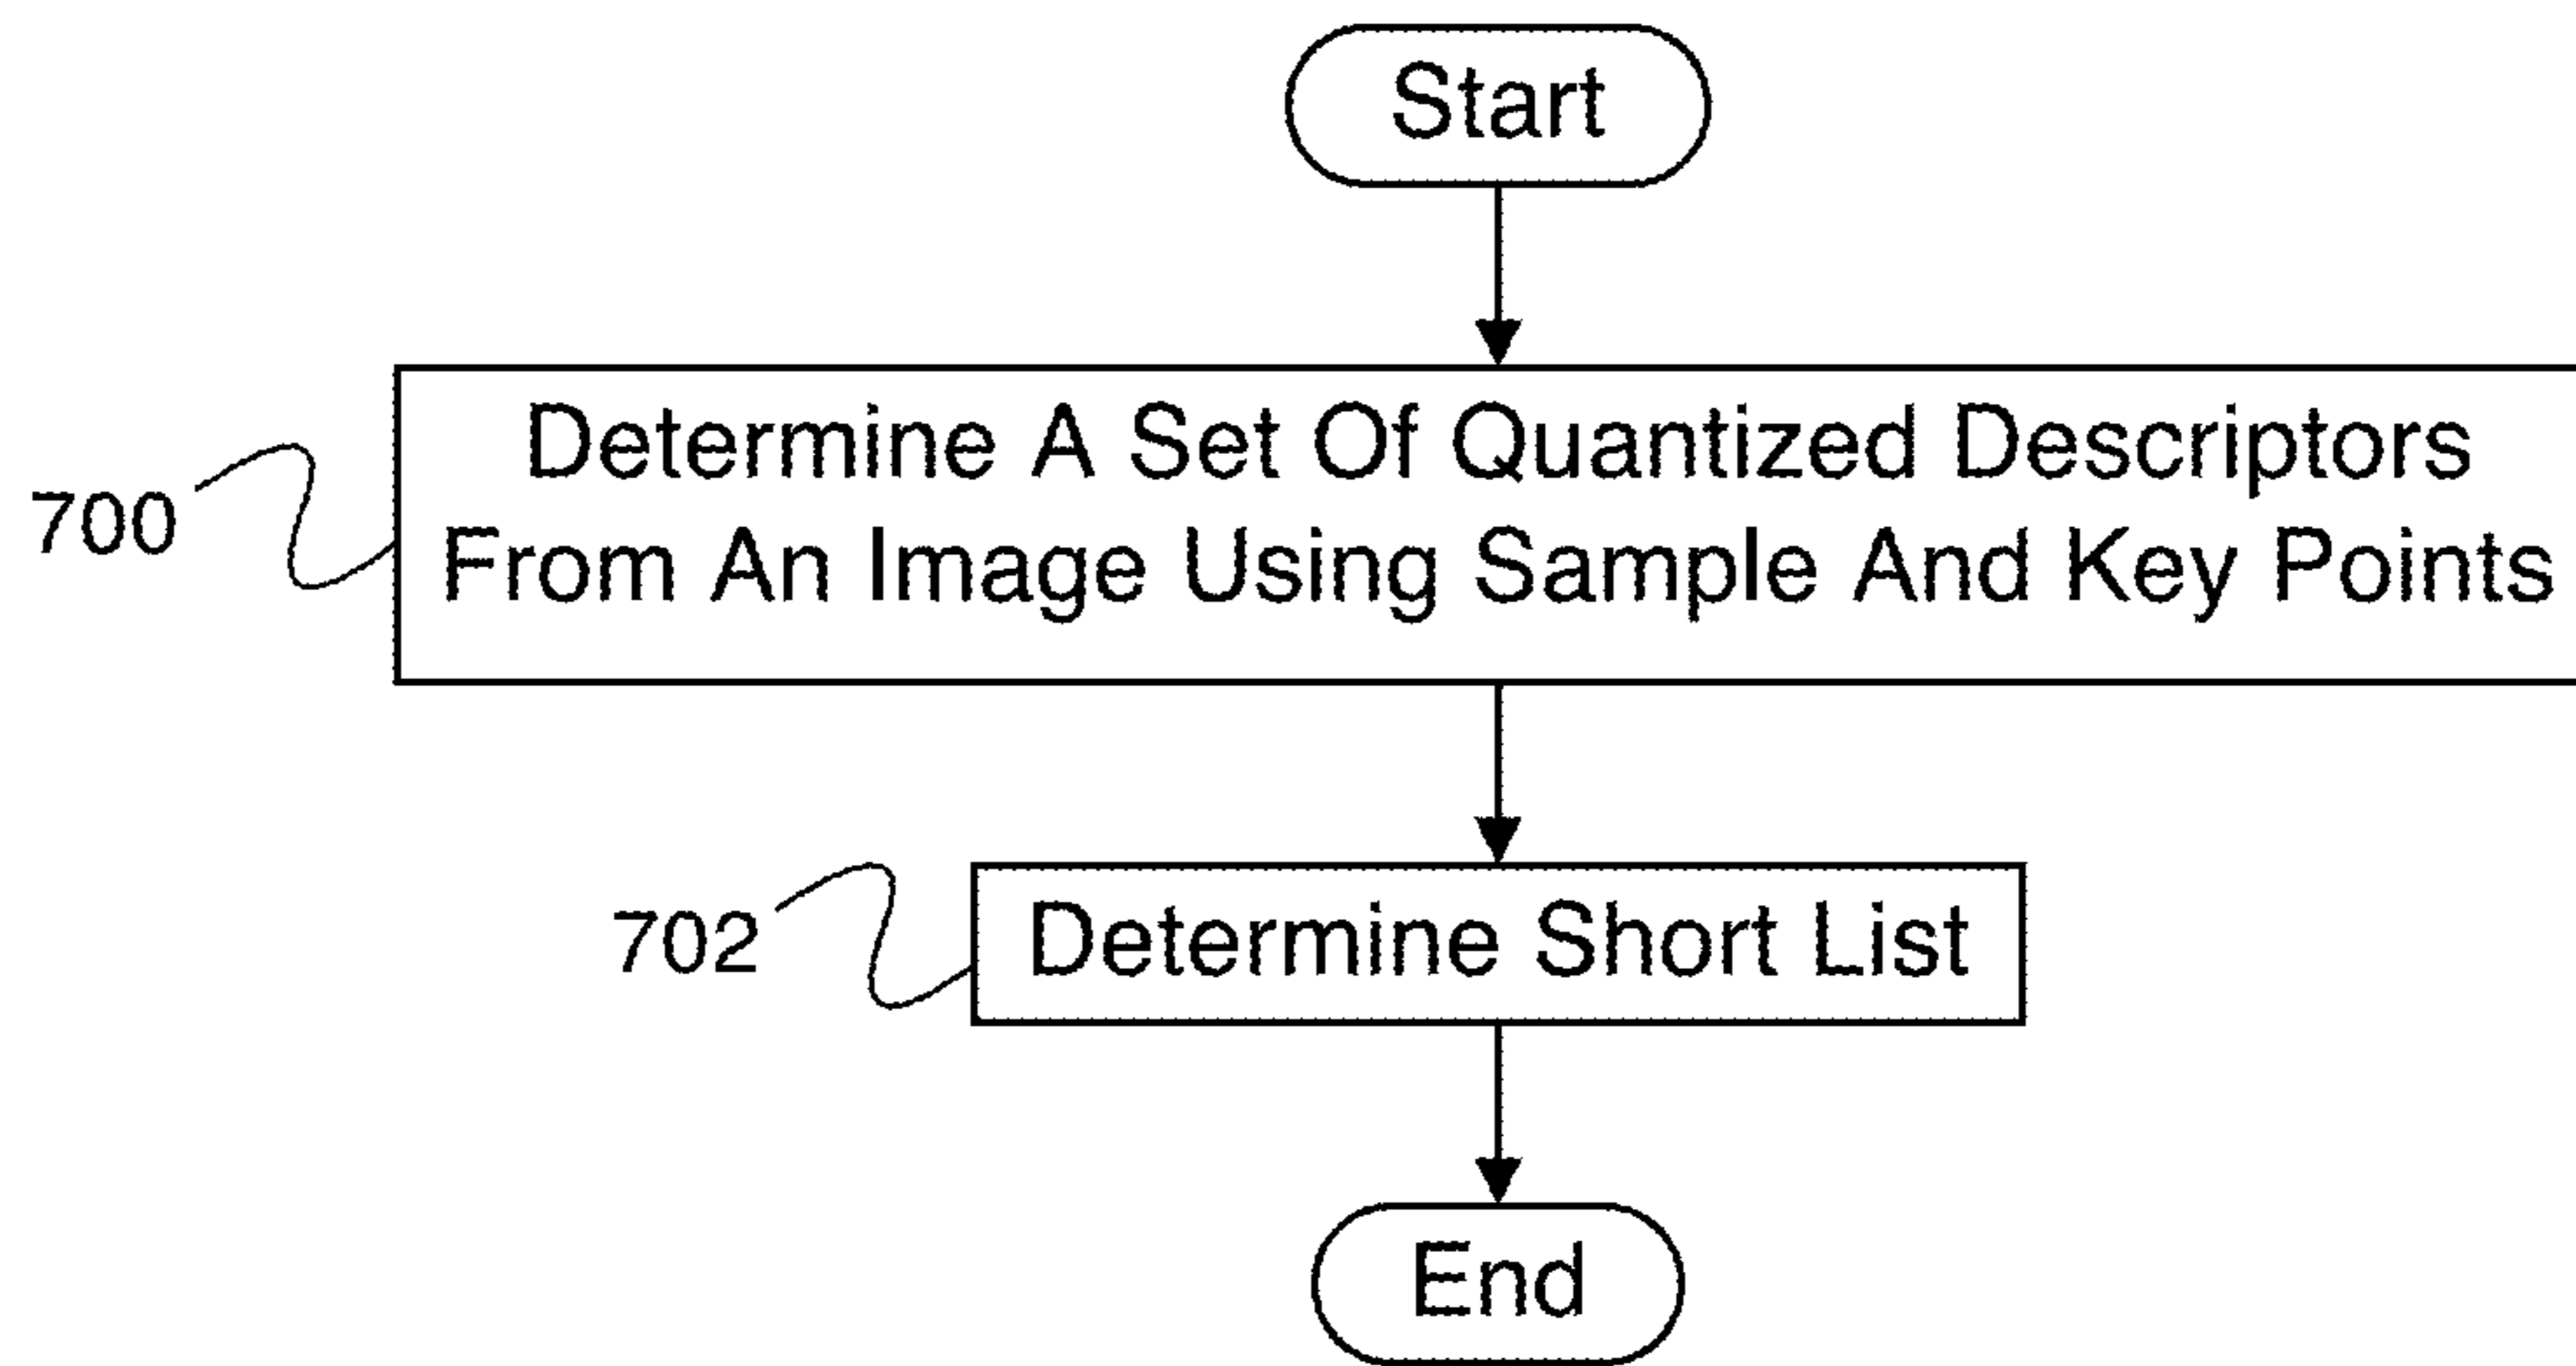 Start
700
Determine A Set Of Quantized Descriptors
From An Image Using Sample And Key Points
702
Determine Short List
End